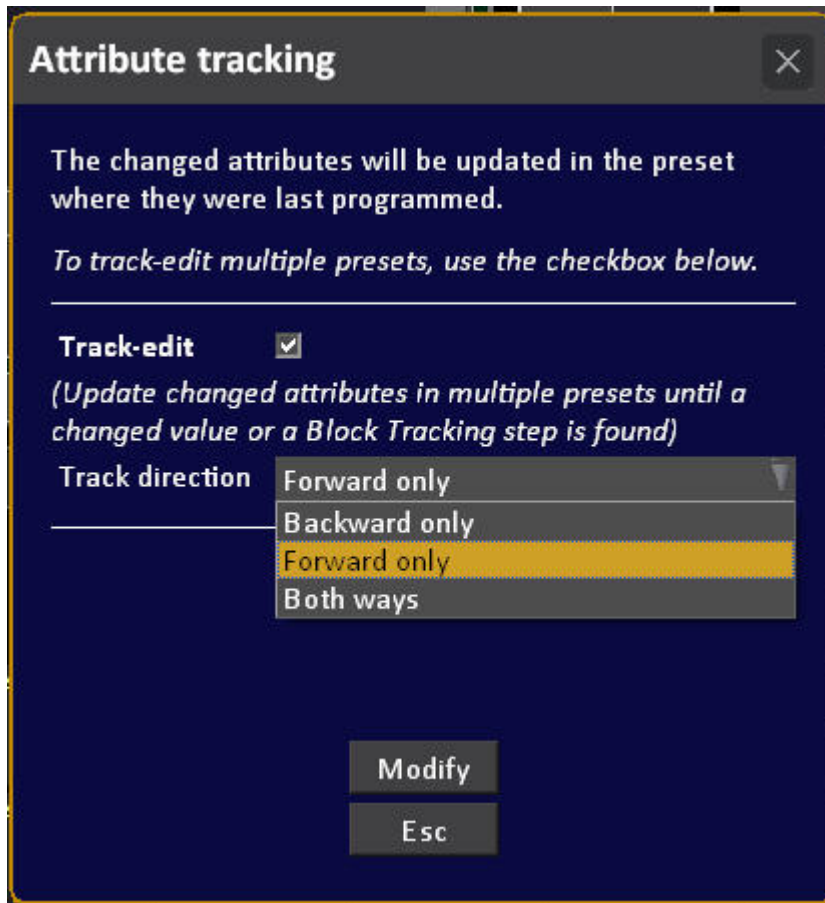 Attribute tracking
The changed attributes will be updated in the preset
where they were last programmed.
To track-edit multiple presets, use the checkbox below.
Track-edit
(Update changed attributes in multiple presets until a
changed value or a Block Tracking step is found)
Track direction Forward only
Backward only
Forward only
Both ways
Modify
Esc